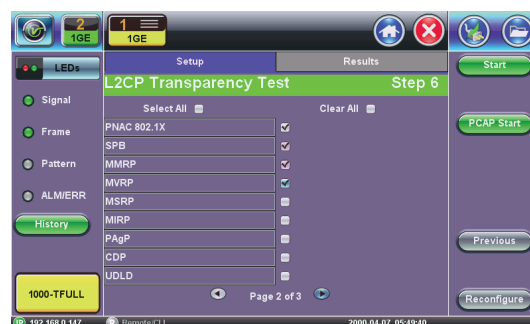 2
1GE
1
1GE
LEDs
Setup
Results
Start
L2CP Transparency Test
Step 6
Signal
Select All
Clear All
Frame
PNAC 802.1X
PCAP Start
SPB
Pattern
MMRP
MVRP
ALM/ERR
MSRP
History
MIRP
PAgP
Previous
CDP
UDLD
1000-TFULL
Page 2 of 3
Reconfigure
IP 192.168.0.147
R Remote/CLI
2000-04-07 05:49:40